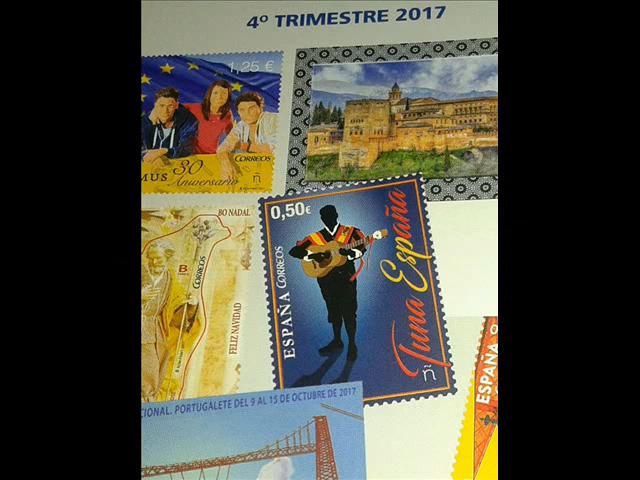 4º TRIMESTRE 2017
1,25 €
CORREOS
MUS 30
Aniversario
BO NADAL
B
CORREOS
FELIZ NAVIDAD
0,50€
ESPAÑA CORREOS
Tuna España
ñ
ESPAÑA
CIONAL. PORTUGALETE DEL 9 AL 15 DE OCTUBRE DE 2017